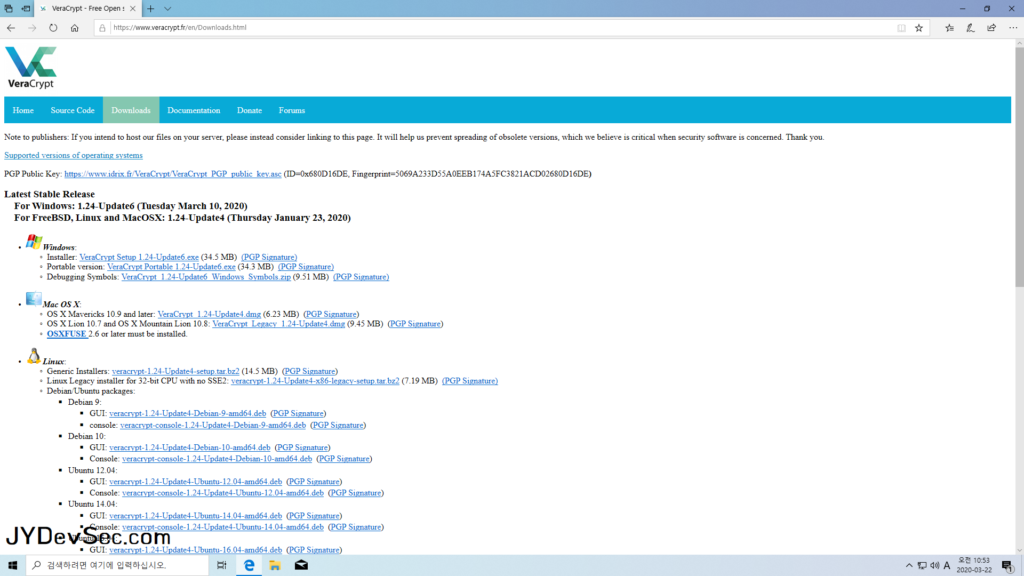 VeraCrypt - Free Open s
https://www.veracrypt.fr/en/Downloads.html
VeraCrypt
Home Source Code Downloads Documentation Donate Forums
Note to publishers: If you intend to host our files on your server, please instead consider linking to this page. It will help us prevent spreading of obsolete versions, which we believe is critical when security software is concerned. Thank you.
Supported versions of operating systems
PGP Public Key: https://www.idrix.fr/VeraCrypt/VeraCrypt_PGP_public_key.asc (ID=0x680D16DE, Fingerprint=5069A233D55A0EEB174A5FC3821ACD02680D16DE)
Latest Stable Release
For Windows: 1.24-Update6 (Tuesday March 10, 2020)
For FreeBSD, Linux and MacOSX: 1.24-Update4 (Thursday January 23, 2020)
Windows:
Installer: VeraCrypt Setup 1.24-Update6.exe (34.5 MB) (PGP Signature)
Portable version: VeraCrypt Portable 1.24-Update6.exe (34.3 MB) (PGP Signature)
Debugging Symbols: VeraCrypt_1.24-Update6_Windows_Symbols.zip (9.51 MB) (PGP Signature)
Mac OS X:
OS X Mavericks 10.9 and later: VeraCrypt_1.24-Update4.dmg (6.23 MB) (PGP Signature)
OS X Lion 10.7 and OS X Mountain Lion 10.8: VeraCrypt_Legacy_1.24-Update4.dmg (9.45 MB) (PGP Signature)
OSXFUSE 2.6 or later must be installed.
Linux:
Generic Installers: veracrypt-1.24-Update4-setup.tar.bz2 (14.5 MB) (PGP Signature)
Linux Legacy installer for 32-bit CPU with no SSE2: veracrypt-1.24-Update4-x86-legacy-setup.tar.bz2 (7.19 MB) (PGP Signature)
Debian/Ubuntu packages:
Debian 9:
GUI: veracrypt-1.24-Update4-Debian-9-amd64.deb (PGP Signature)
console: veracrypt-console-1.24-Update4-Debian-9-amd64.deb (PGP Signature)
Debian 10:
GUI: veracrypt-1.24-Update4-Debian-10-amd64.deb (PGP Signature)
Console: veracrypt-console-1.24-Update4-Debian-10-amd64.deb (PGP Signature)
Ubuntu 12.04:
GUI: veracrypt-1.24-Update4-Ubuntu-12.04-amd64.deb (PGP Signature)
Console: veracrypt-console-1.24-Update4-Ubuntu-12.04-amd64.deb (PGP Signature)
Ubuntu 14.04:
GUI: veracrypt-1.24-Update4-Ubuntu-14.04-amd64.deb (PGP Signature)
Console: veracrypt-console-1.24-Update4-Ubuntu-14.04-amd64.deb (PGP Signature)
JYDevSec.com
GUI: veracrypt-1.24-Update4-Ubuntu-16.04-amd64.deb (PGP Signature)
검색하려면 여기에 입력하십시오.
A
오전 10:53
2020-03-22
1